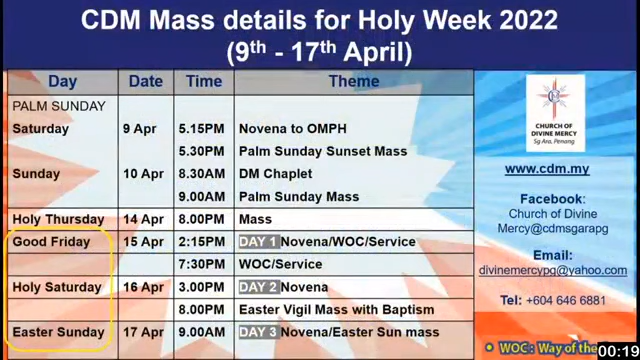 CDM Mass details for Holy Week 2022
(9th - 17th April)
Day Date Time Theme
PALM SUNDAY
Saturday 9 Apr 5.15PM Novena to OMPH
5.30PM Palm Sunday Sunset Mass
Sunday 10 Apr 8.30AM DM Chaplet
9.00AM Palm Sunday Mass
Holy Thursday 14 Apr 8.00PM Mass
Good Friday 15 Apr 2:15PM DAY 1 Novena/WOC/Service
7:30PM WOC/Service
Holy Saturday 16 Apr 3.00PM DAY 2 Novena
8.00PM Easter Vigil Mass with Baptism
Easter Sunday 17 Apr 9.00AM DAY 3 Novena/Easter Sun mass
CHURCH OF
DIVINE MERCY
Sg Ara, Penang
www.cdm.my
Facebook:
Church of Divine
Mercy@cdmsgarapg
Email:
divinemercypg@yahoo.com
Tel: +604 646 6881
WOC : Way of the
00:19